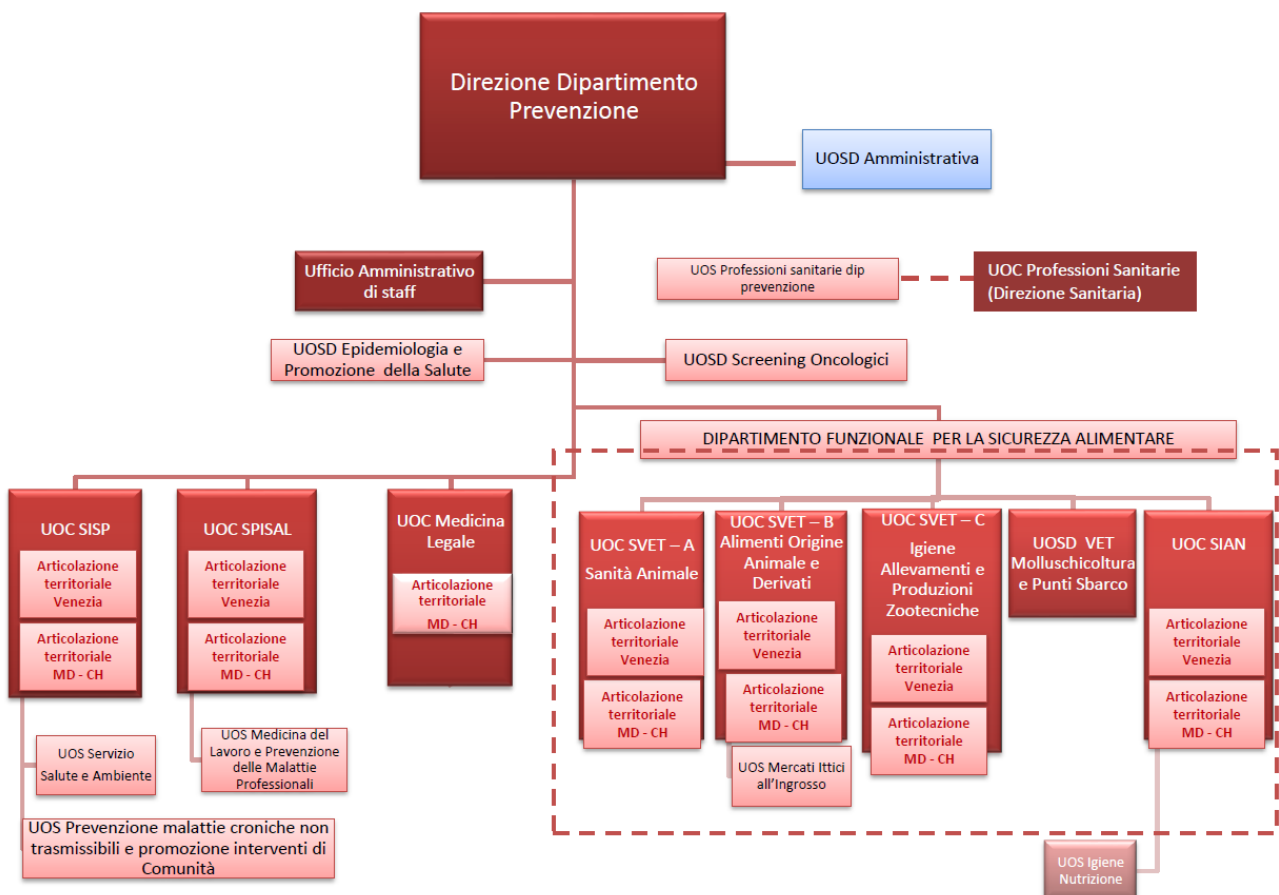 Direzione Dipartimento
Prevenzione
UOSD Amministrativa
Ufficio Amministrativo
di staff
UOS Professioni sanitarie dip
prevenzione
UOC Professioni Sanitarie
(Direzione Sanitaria)
UOSD Epidemiologia e
Promozione della Salute
UOSD Screening Oncologici
DIPARTIMENTO FUNZIONALE PER LA SICUREZZA ALIMENTARE
UOC SISP
Articolazione
territoriale
Venezia
Articolazione
territoriale
MD - CH
UOC SPISAL
Articolazione
territoriale
Venezia
Articolazione
territoriale
MD - CH
UOC Medicina
Legale
Articolazione
territoriale
MD - CH
UOC SVET – A
Sanità Animale
Articolazione
territoriale
Venezia
Articolazione
territoriale
MD - CH
UOC SVET – B
Alimenti Origine
Animale e
Derivati
Articolazione
territoriale
Venezia
Articolazione
territoriale
MD - CH
UOC SVET – C
Igiene
Allevamenti e
Produzioni
Zootecniche
Articolazione
territoriale
Venezia
Articolazione
territoriale
MD - CH
UOSD VET
Molluschicoltura
e Punti Sbarco
UOC SIAN
Articolazione
territoriale
Venezia
Articolazione
territoriale
MD - CH
UOS Servizio
Salute e Ambiente
UOS Medicina del
Lavoro e Prevenzione
delle Malattie
Professionali
UOS Mercati Ittici
all’Ingrosso
UOS Prevenzione malattie croniche non
trasmissibili e promozione interventi di
Comunità
UOS Igiene
Nutrizione